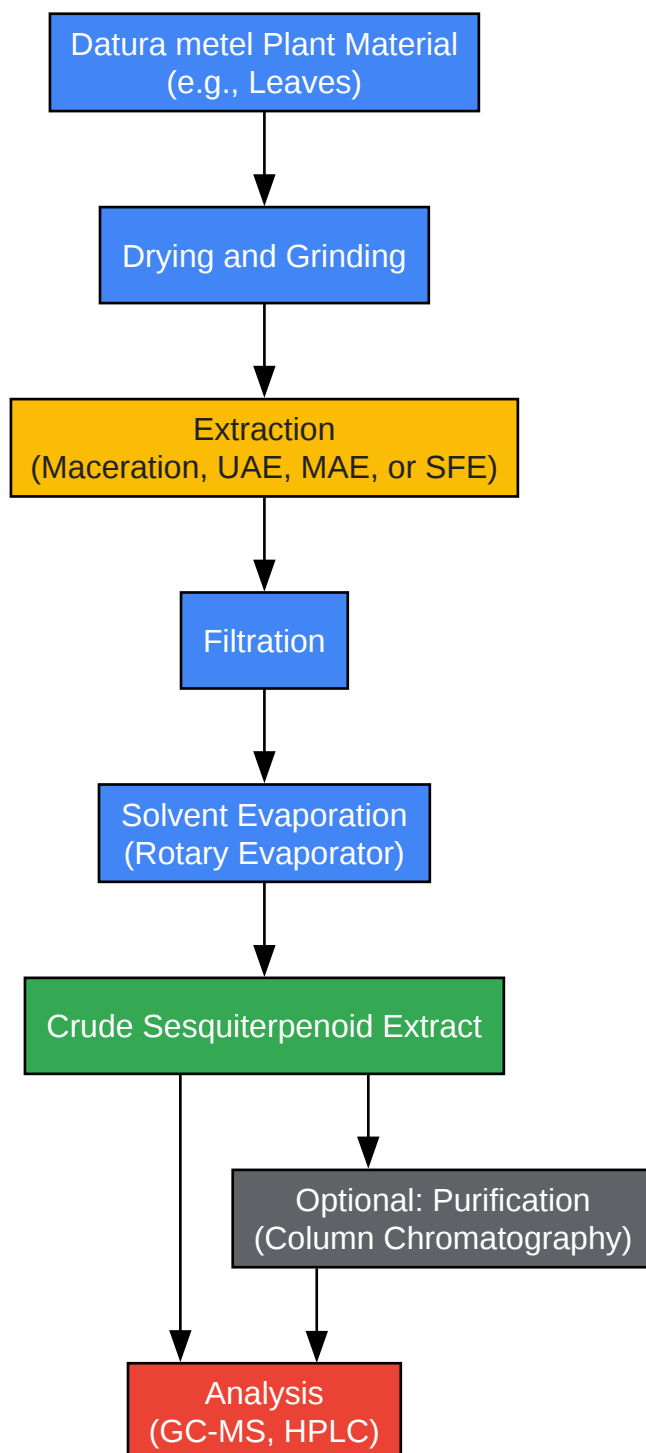 Datura metel Plant Material
(e.g., Leaves)
Drying and Grinding
Extraction
(Maceration, UAE, MAE, or SFE)
Filtration
Solvent Evaporation
(Rotary Evaporator)
Crude Sesquiterpenoid Extract
Optional: Purification
(Column Chromatography)
Analysis
(GC-MS, HPLC)